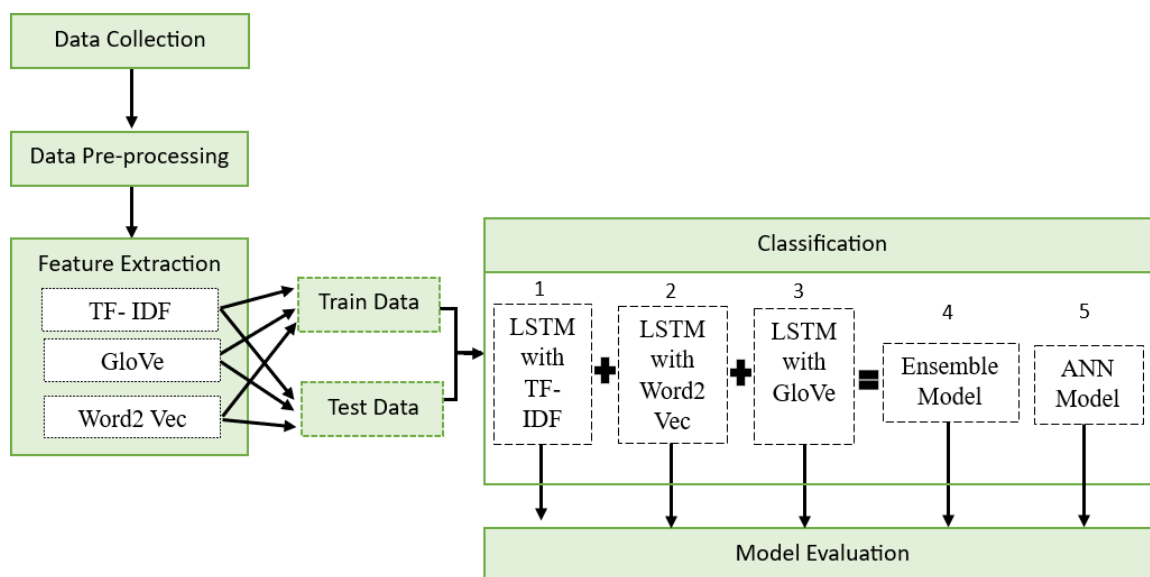 Data Collection
Data Pre-processing
Feature Extraction
TF- IDF
GloVe
Word2 Vec
Train Data
Test Data
Classification
1
LSTM
with
TF-
IDF
2
LSTM
with
Word2
Vec
3
LSTM
with
GloVe
4
Ensemble
Model
5
ANN
Model
Model Evaluation